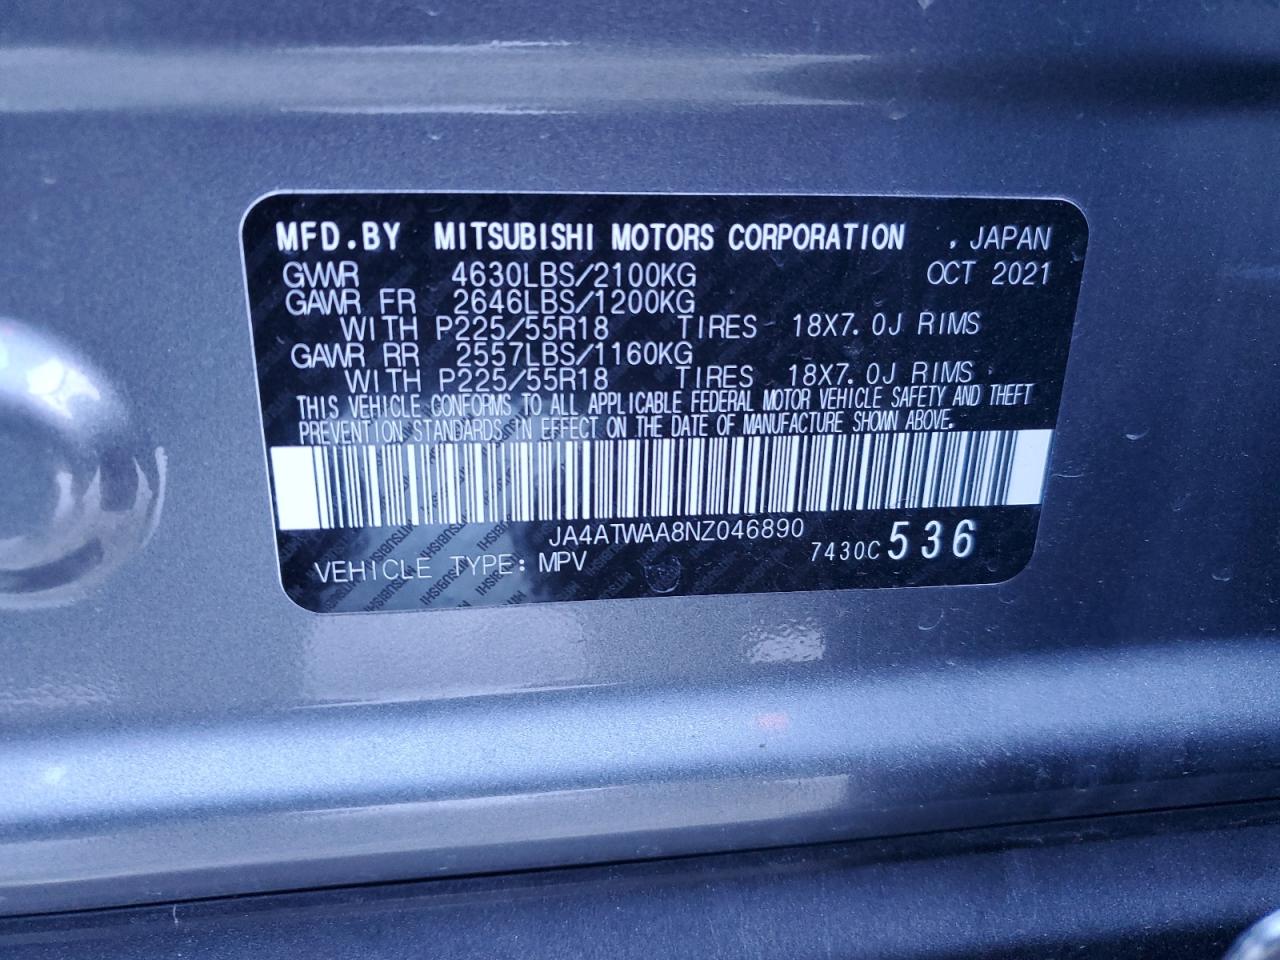 MFD.BY MITSUBISHI MOTORS CORPORATION , JAPAN
GVWR 4630LBS/2100KG OCT 2021
GAWR FR 2646LBS/1200KG
WITH P225/55R18 TIRES 18X7.0J RIMS
GAWR RR 2557LBS/1160KG
WITH P225/55R18 TIRES 18X7.0J RIMS
THIS VEHICLE CONFORMS TO ALL APPLICABLE FEDERAL MOTOR VEHICLE SAFETY AND THEFT
PREVENTION STANDARDS IN EFFECT ON THE DATE OF MANUFACTURE SHOWN ABOVE.
JA4ATWAA8NZ046890
7430C 536
VEHICLE TYPE: MPV